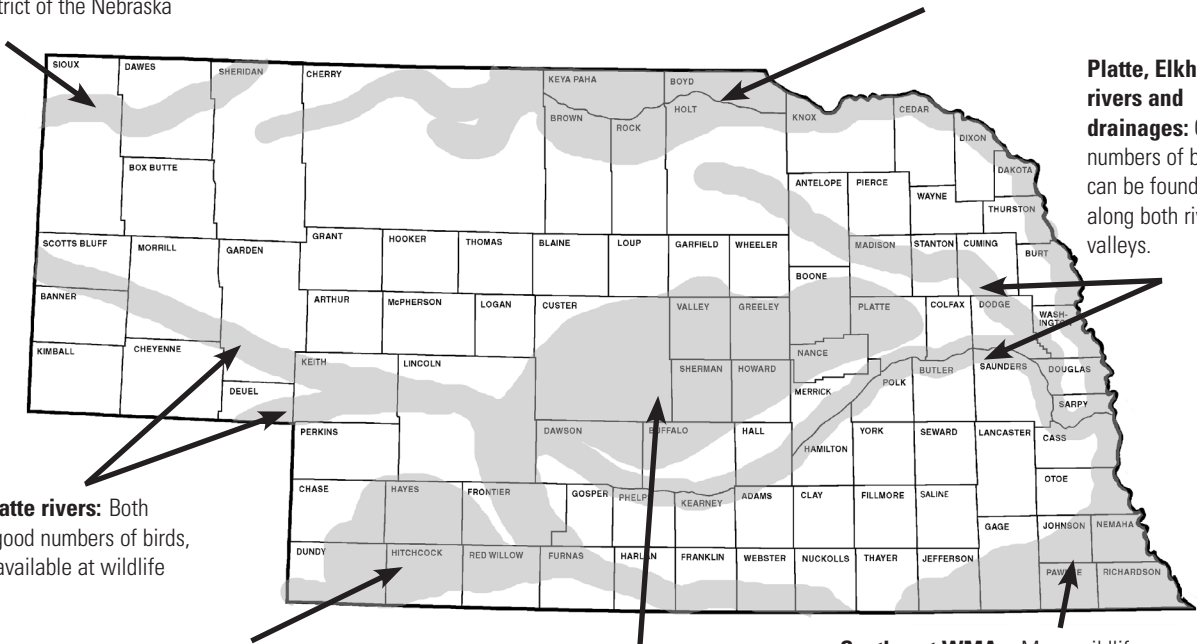 trict of the Nebraska
Platte, Elkh
rivers and
drainages:
numbers of b
can be found
along both riv
valleys.
SIOUX
DAWES
SHERIDAN
CHERRY
KEYA PAHA
BOYD
BROWN
ROCK
HOLT
KNOX
CEDAR
DIXON
DAKOTA
BOX BUTTE
ANTELOPE
PIERCE
WAYNE
THURSTON
SCOTTS BLUFF
MORRILL
GARDEN
GRANT
HOOKER
THOMAS
BLAINE
LOUP
GARFIELD
WHEELER
MADISON
STANTON
CUMING
BURT
BOONE
BANNER
ARTHUR
McPHERSON
LOGAN
CUSTER
VALLEY
GREELEY
PLATTE
COLFAX
DODGE
WASH-
INGTON
KIMBALL
CHEYENNE
KEITH
LINCOLN
SHERMAN
HOWARD
NANCE
MERRICK
POLK
BUTLER
SAUNDERS
DOUGLAS
SARPY
DEUEL
PERKINS
DAWSON
BUFFALO
HALL
HAMILTON
YORK
SEWARD
LANCASTER
CASS
OTOE
CHASE
HAYES
FRONTIER
GOSPER
PHELP
KEARNEY
ADAMS
CLAY
FILLMORE
SALINE
GAGE
JOHNSON
NEMAHA
DUNDY
HITCHCOCK
RED WILLOW
FURNAS
HARLAN
FRANKLIN
WEBSTER
NUCKOLLS
THAYER
JEFFERSON
PAWNEE
RICHARDSON
atte rivers: Both
good numbers of birds,
available at wildlife